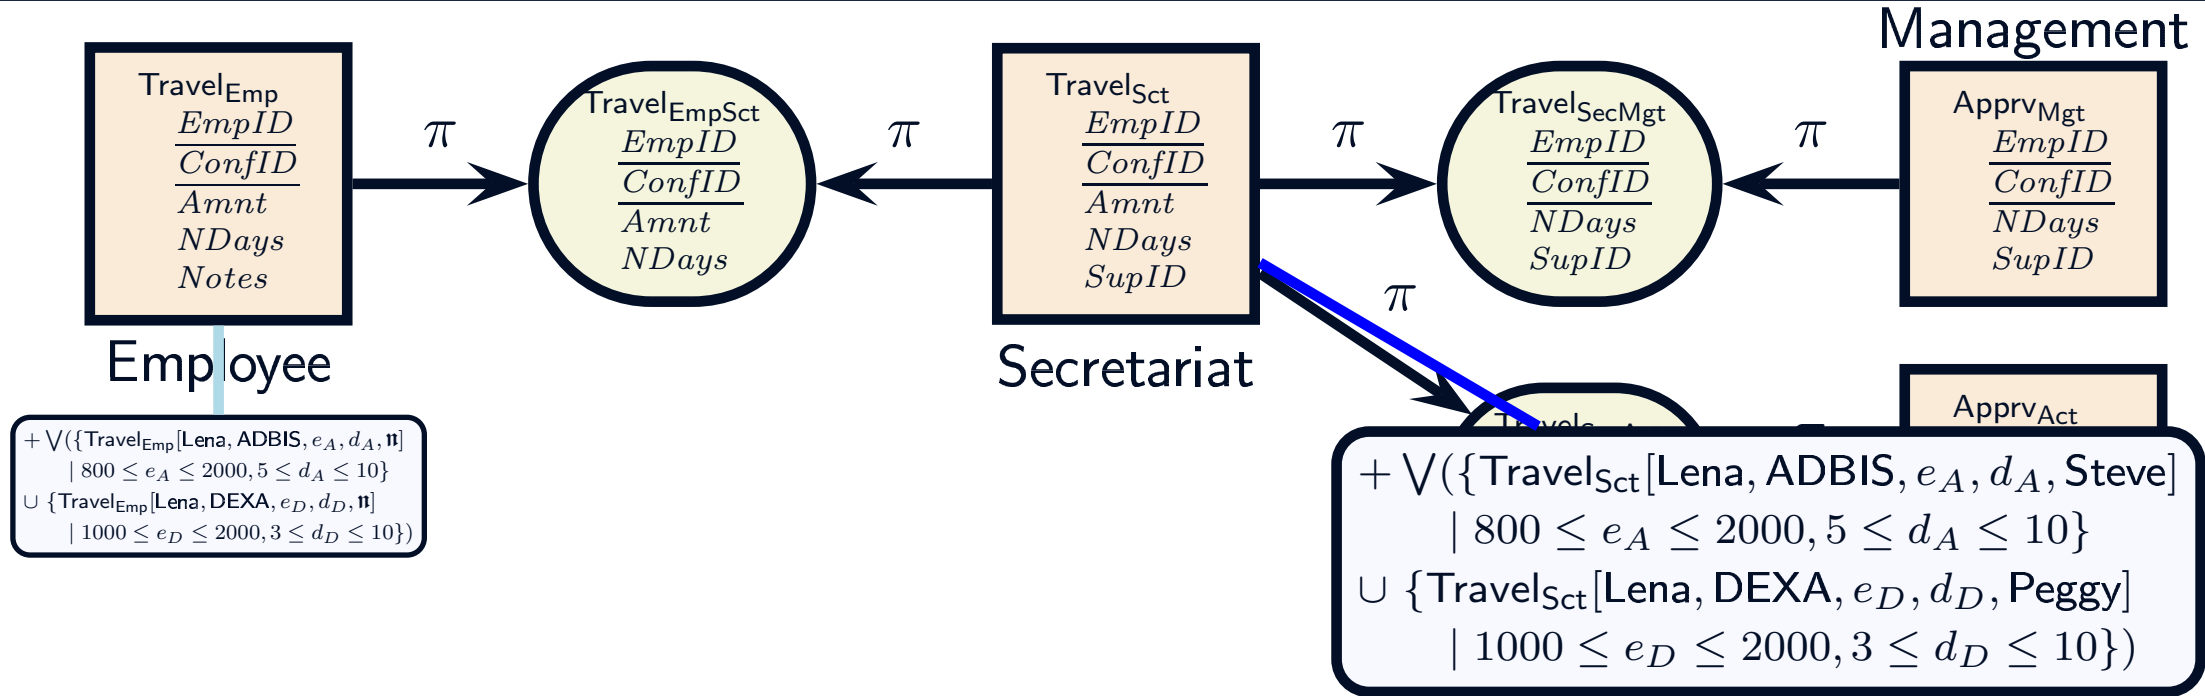 Management
Travel_Emp
EmpID
ConfID
Amnt
NDays
Notes
π
Travel_EmpSct
EmpID
ConfID
Amnt
NDays
π
Travel_Sct
EmpID
ConfID
Amnt
NDays
SupID
π
Travel_SecMgt
EmpID
ConfID
NDays
SupID
π
Apprv_Mgt
EmpID
ConfID
NDays
SupID
Employee
Secretariat
π
Apprv_Act
+ ⋁({Travel_Emp[Lena, ADBIS, e_A, d_A, 𝖓]
| 800 ≤ e_A ≤ 2000, 5 ≤ d_A ≤ 10}
∪ {Travel_Emp[Lena, DEXA, e_D, d_D, 𝖓]
| 1000 ≤ e_D ≤ 2000, 3 ≤ d_D ≤ 10})
+ ⋁({Travel_Sct[Lena, ADBIS, e_A, d_A, Steve]
| 800 ≤ e_A ≤ 2000, 5 ≤ d_A ≤ 10}
∪ {Travel_Sct[Lena, DEXA, e_D, d_D, Peggy]
| 1000 ≤ e_D ≤ 2000, 3 ≤ d_D ≤ 10})